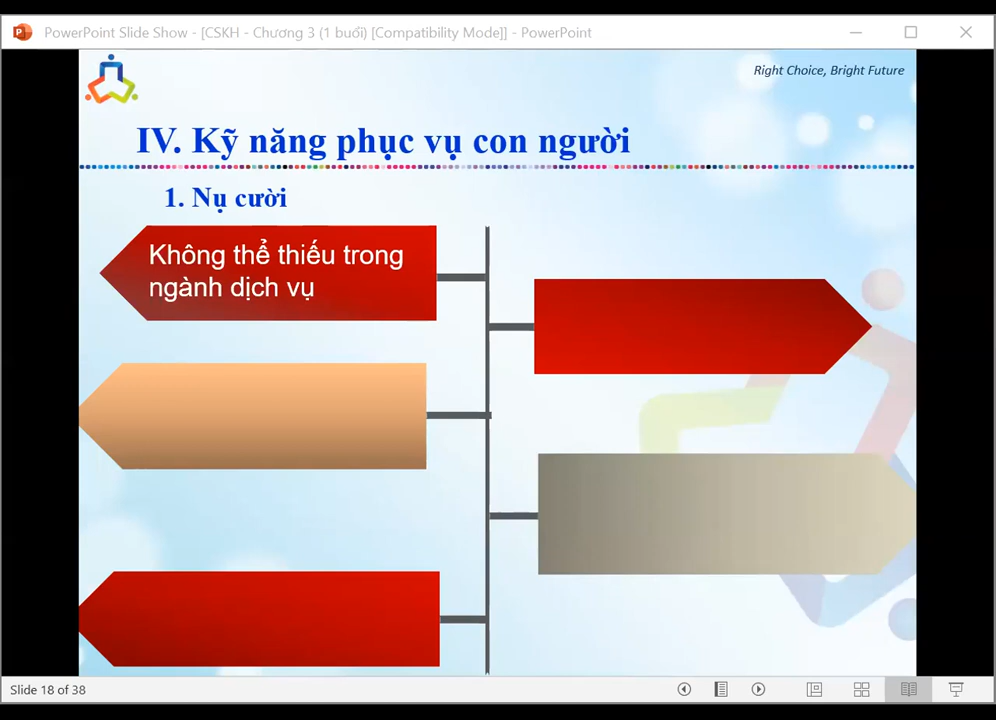 PowerPoint Slide Show - [CSKH - Chương 3 (1 buổi) [Compatibility Mode]] - PowerPoint
Right Choice, Bright Future
IV. Kỹ năng phục vụ con người
1. Nụ cười
Không thể thiếu trong
ngành dịch vụ
Slide 18 of 38